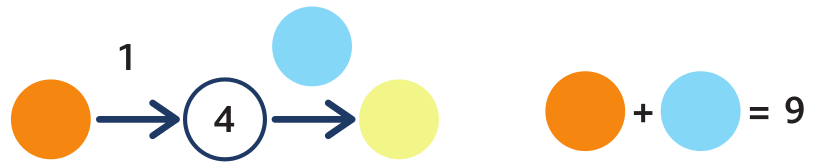 1
4
+ = 9